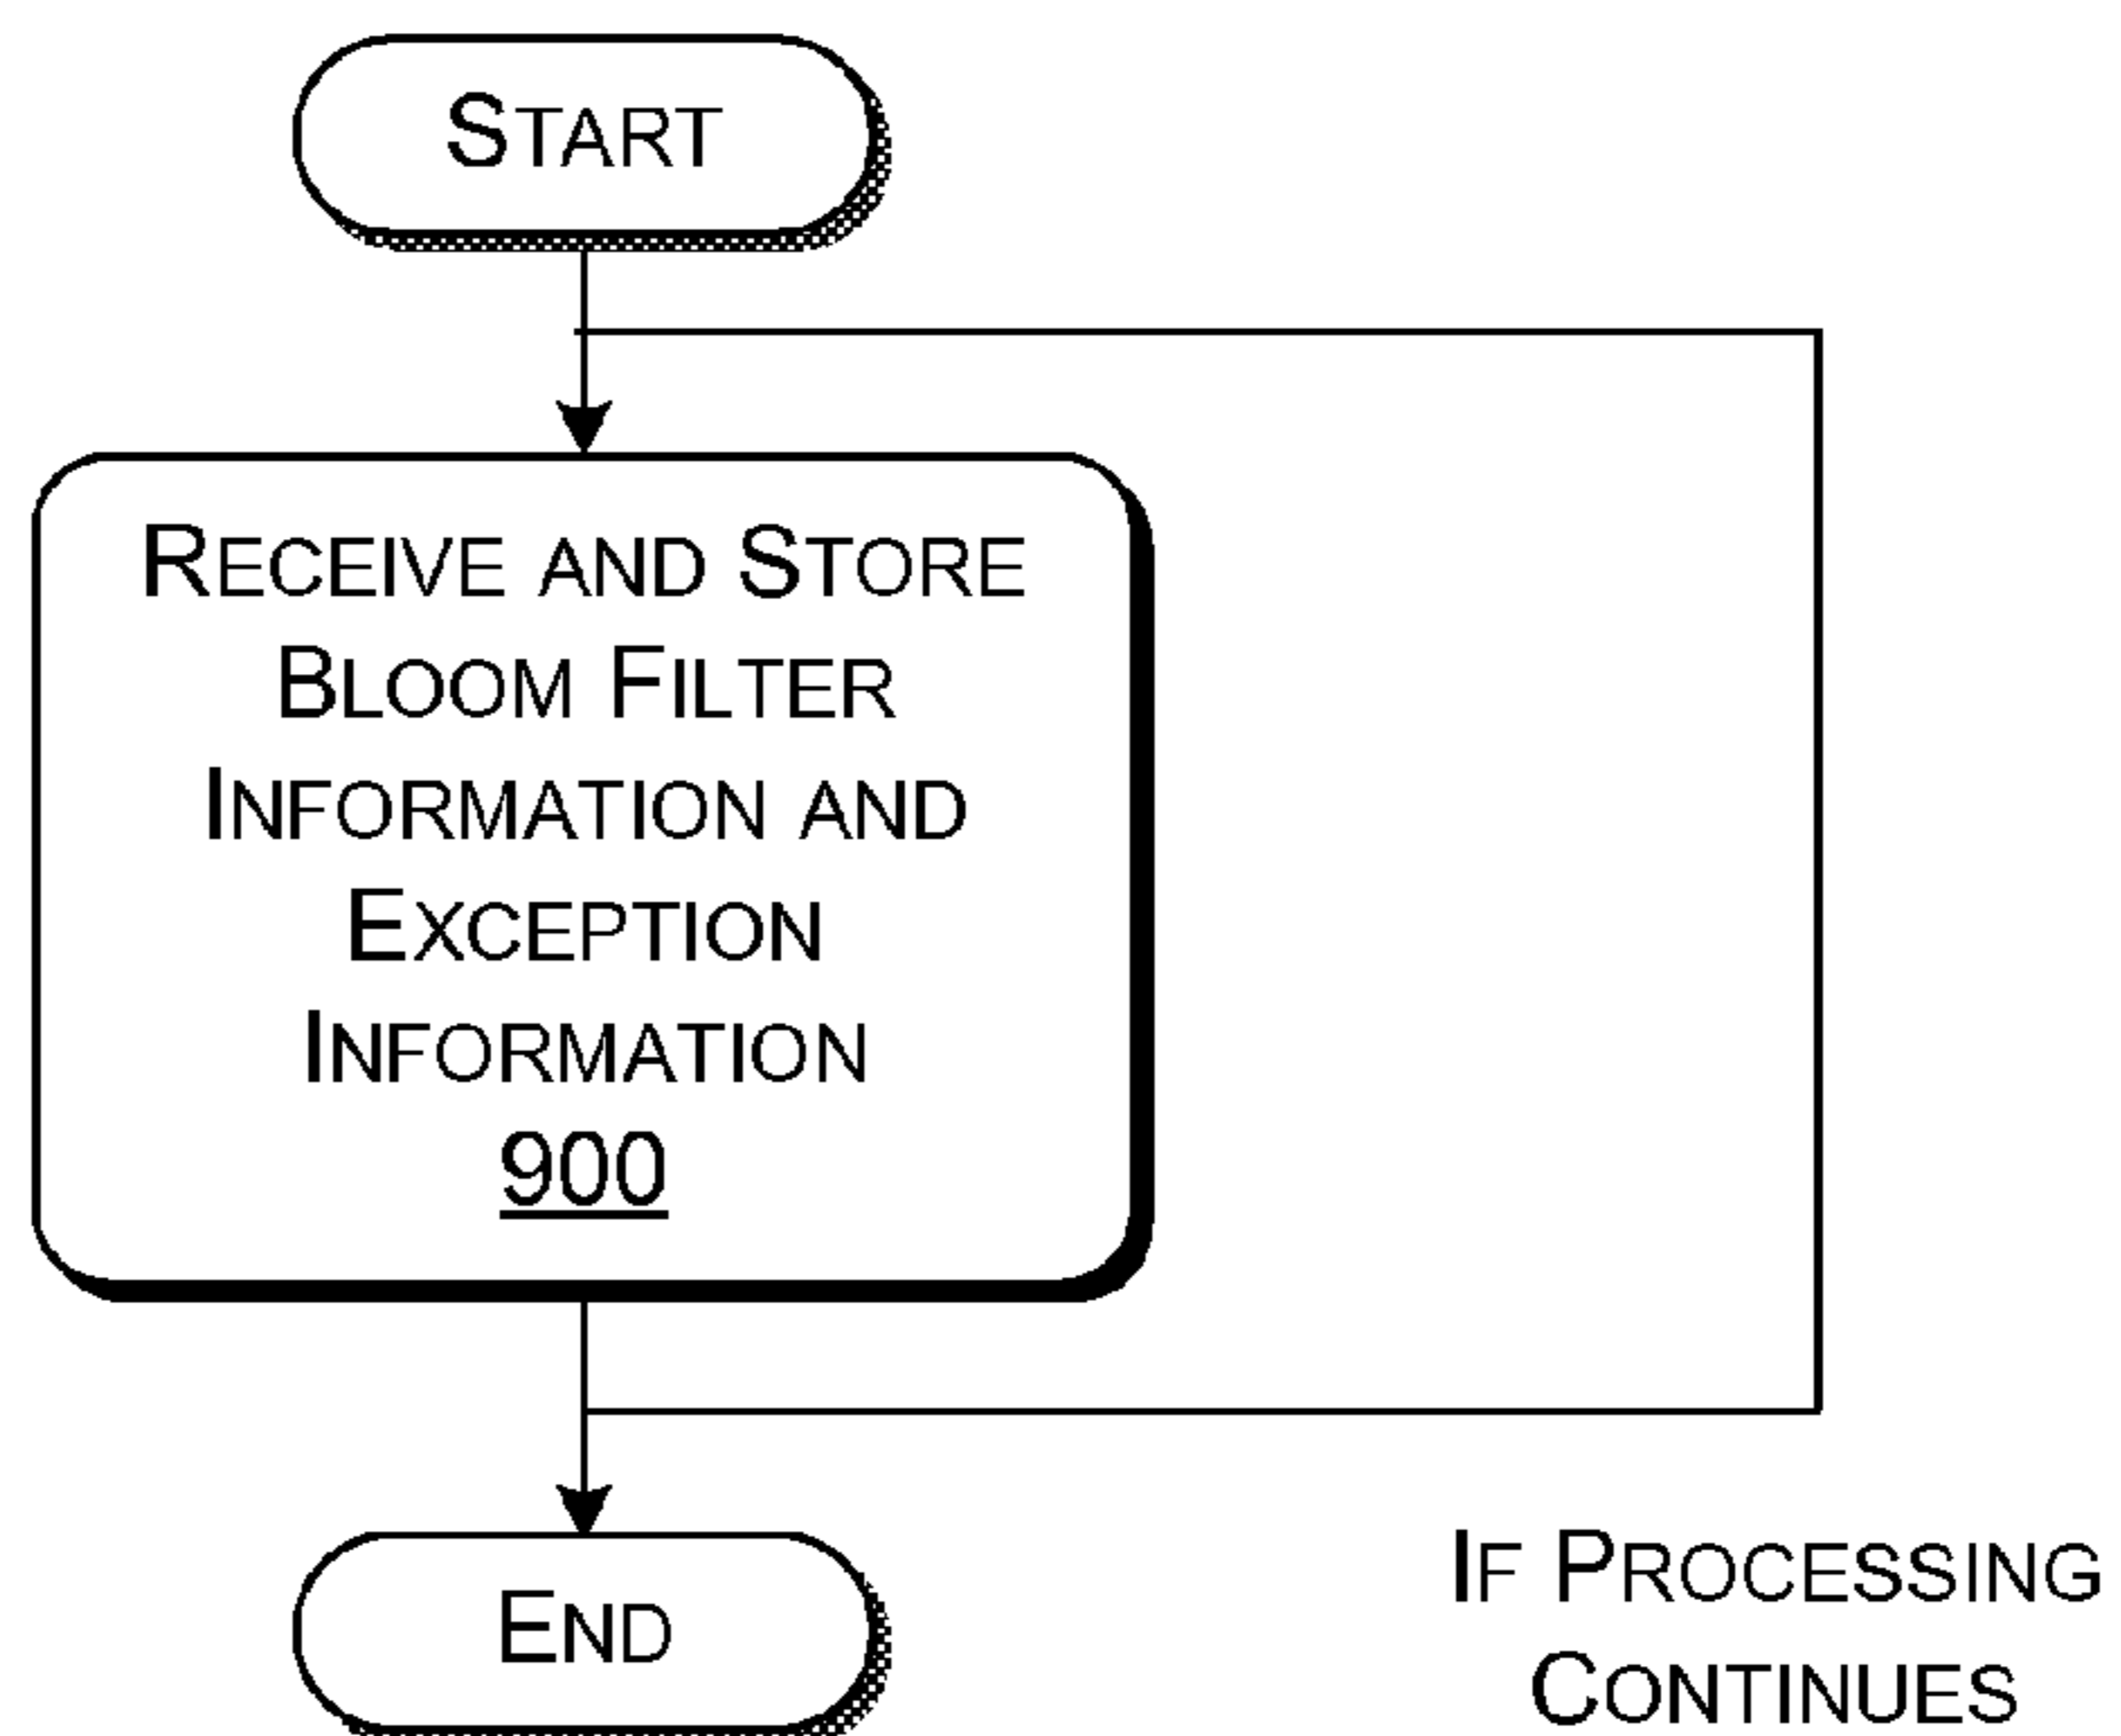 START
RECEIVE AND STORE
BLOOM FILTER
INFORMATION AND
EXCEPTION
INFORMATION
900
END
IF PROCESSING
CONTINUES